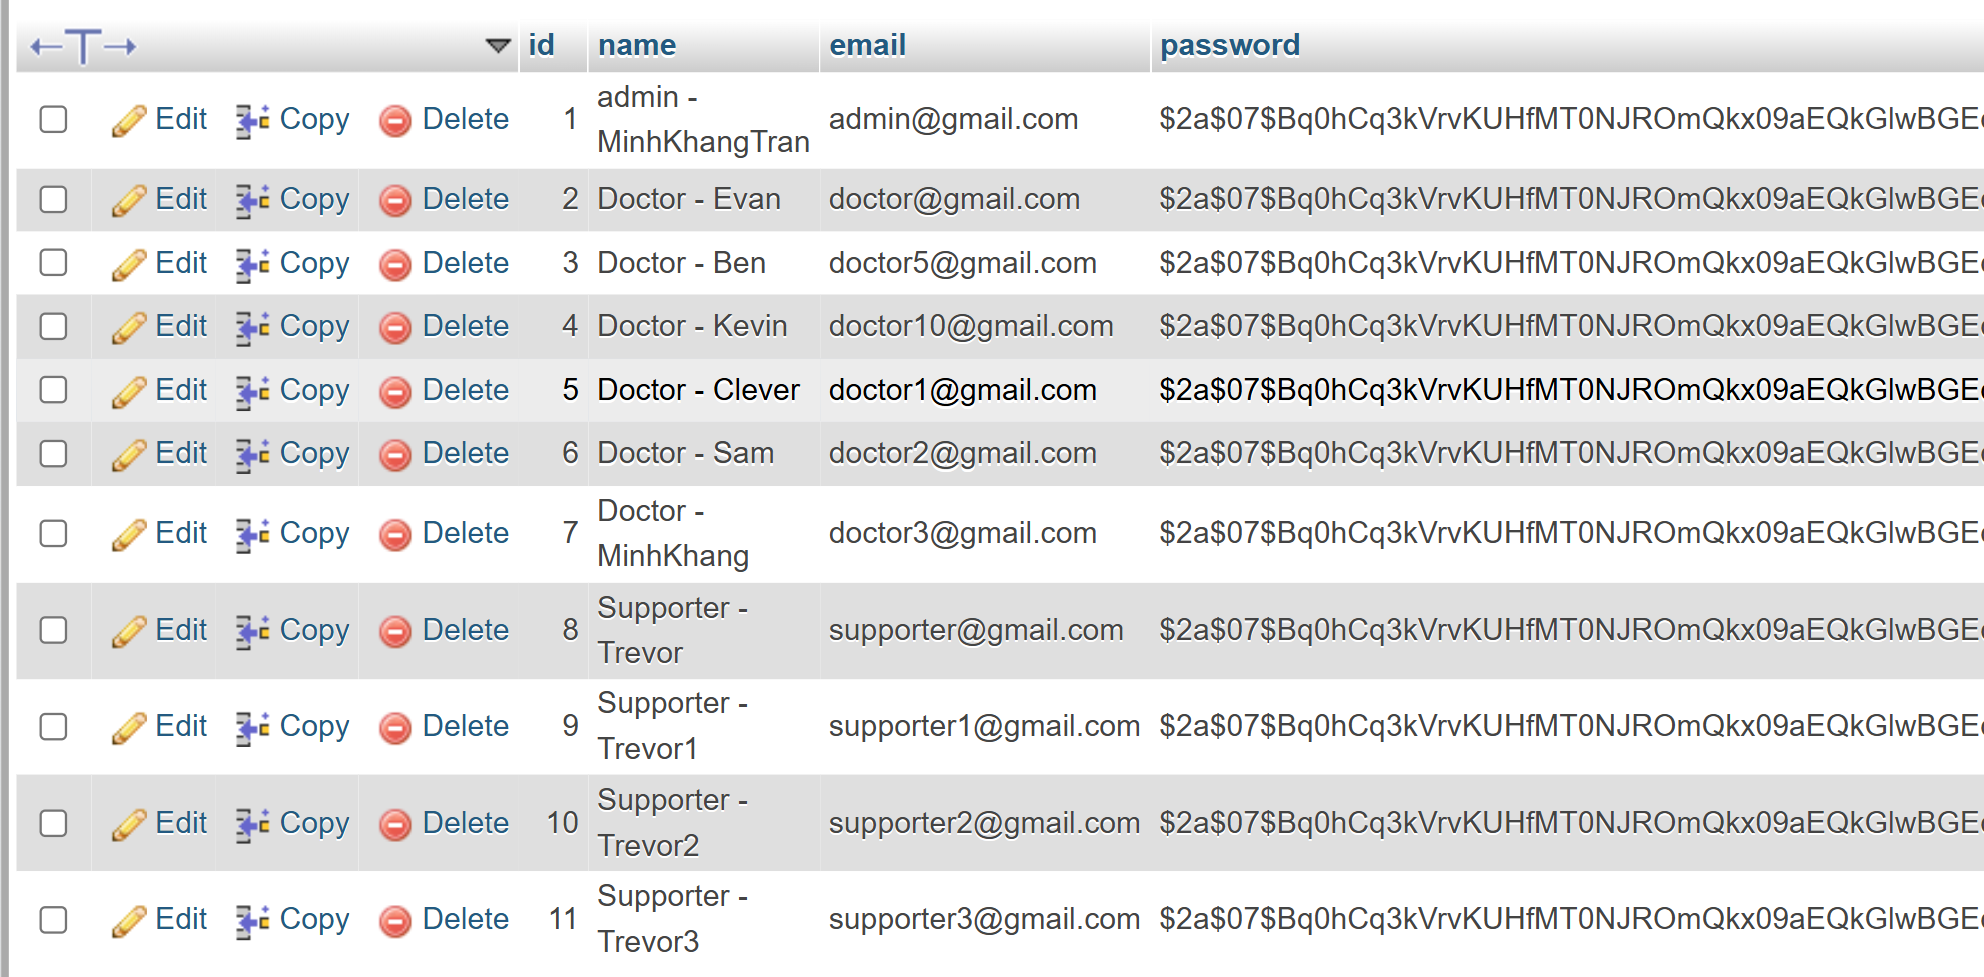 id name email password
Edit Copy Delete 1 admin - MinhKhangTran admin@gmail.com $2a$07$Bq0hCq3kVrvKUHfMT0NJROmQkx09aEQkGlwBGE
Edit Copy Delete 2 Doctor - Evan doctor@gmail.com $2a$07$Bq0hCq3kVrvKUHfMT0NJROmQkx09aEQkGlwBGE
Edit Copy Delete 3 Doctor - Ben doctor5@gmail.com $2a$07$Bq0hCq3kVrvKUHfMT0NJROmQkx09aEQkGlwBGE
Edit Copy Delete 4 Doctor - Kevin doctor10@gmail.com $2a$07$Bq0hCq3kVrvKUHfMT0NJROmQkx09aEQkGlwBGE
Edit Copy Delete 5 Doctor - Clever doctor1@gmail.com $2a$07$Bq0hCq3kVrvKUHfMT0NJROmQkx09aEQkGlwBGE
Edit Copy Delete 6 Doctor - Sam doctor2@gmail.com $2a$07$Bq0hCq3kVrvKUHfMT0NJROmQkx09aEQkGlwBGE
Edit Copy Delete 7 Doctor - MinhKhang doctor3@gmail.com $2a$07$Bq0hCq3kVrvKUHfMT0NJROmQkx09aEQkGlwBGE
Edit Copy Delete 8 Supporter - Trevor supporter@gmail.com $2a$07$Bq0hCq3kVrvKUHfMT0NJROmQkx09aEQkGlwBGE
Edit Copy Delete 9 Supporter - Trevor1 supporter1@gmail.com $2a$07$Bq0hCq3kVrvKUHfMT0NJROmQkx09aEQkGlwBGE
Edit Copy Delete 10 Supporter - Trevor2 supporter2@gmail.com $2a$07$Bq0hCq3kVrvKUHfMT0NJROmQkx09aEQkGlwBGE
Edit Copy Delete 11 Supporter - Trevor3 supporter3@gmail.com $2a$07$Bq0hCq3kVrvKUHfMT0NJROmQkx09aEQkGlwBGE